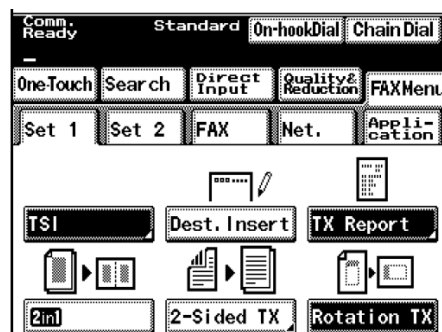 Comm. Ready
Standard
On-hookDial
Chain Dial
One-Touch
Search
Direct Input
Quality& Reduction
FAXMenu
Set 1
Set 2
FAX
Net.
Appli-cation
TSI
Dest.Insert
TX Report
2in1
2-Sided TX
Rotation TX